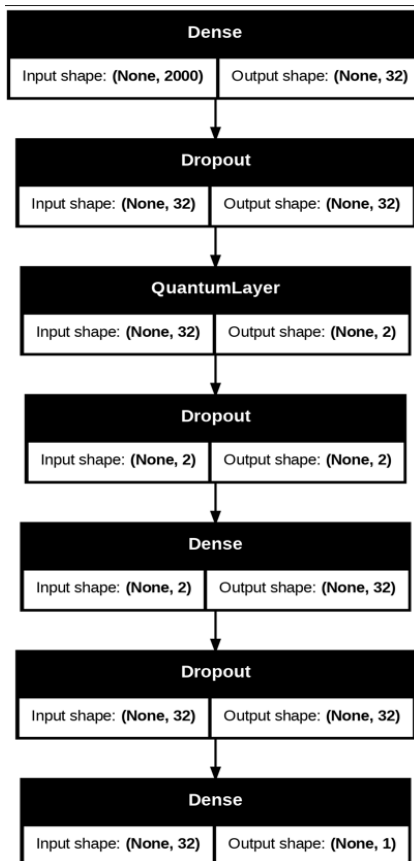 Dense
Input shape: (None, 2000) Output shape: (None, 32)
Dropout
Input shape: (None, 32) Output shape: (None, 32)
QuantumLayer
Input shape: (None, 32) Output shape: (None, 2)
Dropout
Input shape: (None, 2) Output shape: (None, 2)
Dense
Input shape: (None, 2) Output shape: (None, 32)
Dropout
Input shape: (None, 32) Output shape: (None, 32)
Dense
Input shape: (None, 32) Output shape: (None, 1)